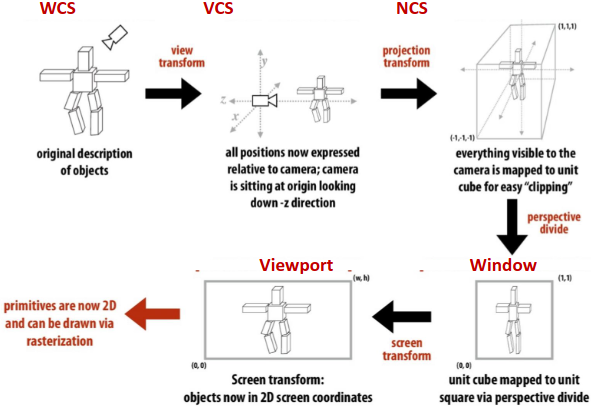 WCS
VCS
NCS
view
transform
projection
transform
y
z
x
(1,1,1)
(-1,-1,-1)
original description
of objects
all positions now expressed
relative to camera; camera
is sitting at origin looking
down -z direction
everything visible to the
camera is mapped to unit
cube for easy “clipping”
perspective
divide
Viewport
Window
(w, h)
(1,1)
primitives are now 2D
and can be drawn via
rasterization
screen
transform
(0, 0)
(0, 0)
Screen transform:
objects now in 2D screen coordinates
unit cube mapped to unit
square via perspective divide